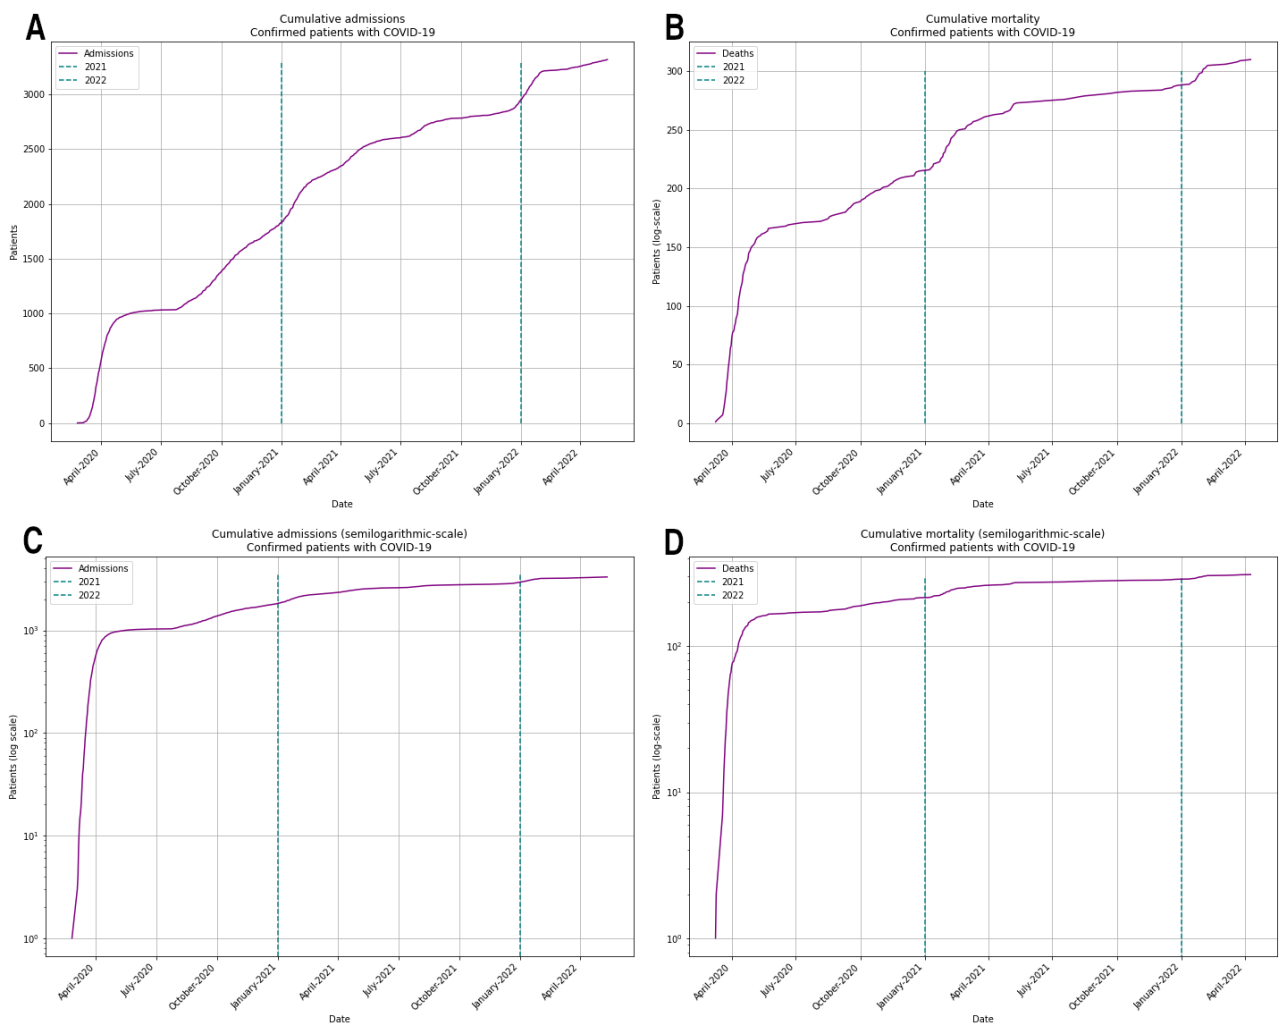 A
Cumulative admissions
Confirmed patients with COVID-19
Admissions
2021
2022
3000
2500
2000
1500
1000
500
0
Patients
April-2020
July-2020
October-2020
January-2021
April-2021
July-2021
October-2021
January-2022
April-2022
Date
B
Cumulative mortality
Confirmed patients with COVID-19
Deaths
2021
2022
300
250
200
150
100
50
0
Patients (log-scale)
April-2020
July-2020
October-2020
January-2021
April-2021
July-2021
October-2021
January-2022
April-2022
Date
C
Cumulative admissions (semilogarithmic-scale)
Confirmed patients with COVID-19
Admissions
2021
2022
10³
10²
10¹
10⁰
Patients (log scale)
April-2020
July-2020
October-2020
January-2021
April-2021
July-2021
October-2021
January-2022
April-2022
Date
D
Cumulative mortality (semilogarithmic-scale)
Confirmed patients with COVID-19
Deaths
2021
2022
10²
10¹
10⁰
Patients (log-scale)
April-2020
July-2020
October-2020
January-2021
April-2021
July-2021
October-2021
January-2022
April-2022
Date